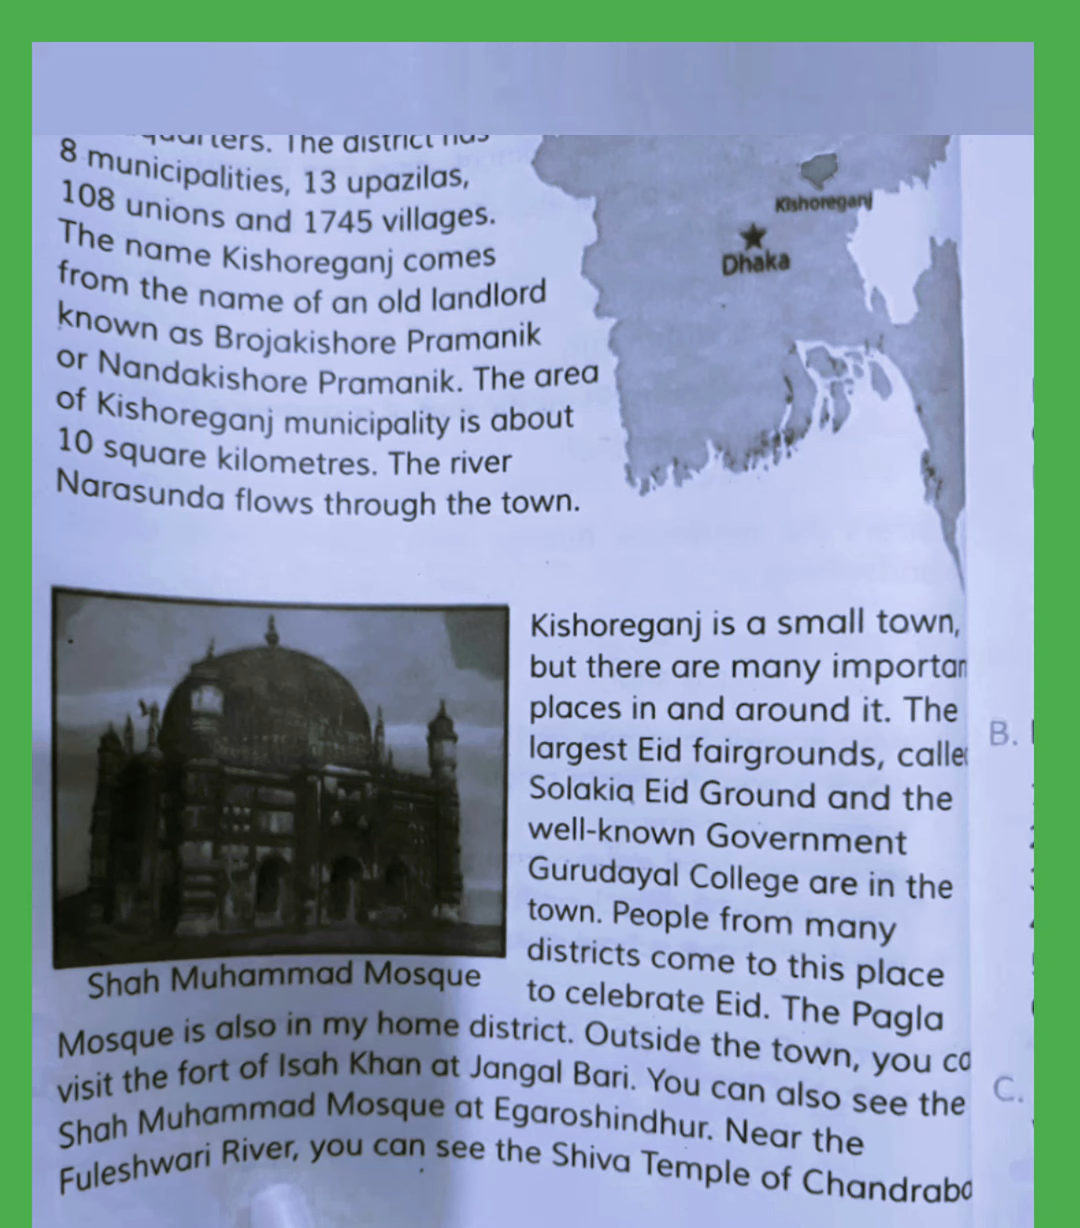 The district has
8 municipalities, 13 upazilas,
108 unions and 1745 villages.
The name Kishoreganj comes
from the name of an old landlord
known as Brojakishore Pramanik
or Nandakishore Pramanik. The area
of Kishoreganj municipality is about
10 square kilometres. The river
Narasunda flows through the town.
Kishoreganj
Dhaka
Kishoreganj is a small town,
but there are many importan
places in and around it. The
largest Eid fairgrounds, calle
Solakia Eid Ground and the
well-known Government
Gurudayal College are in the
town. People from many
districts come to this place
to celebrate Eid. The Pagla
Shah Muhammad Mosque
Mosque is also in my home district. Outside the town, you ca
visit the fort of Isah Khan at Jangal Bari. You can also see the
Shah Muhammad Mosque at Egaroshindhur. Near the
Fuleshwari River, you can see the Shiva Temple of Chandraba
B.
C.